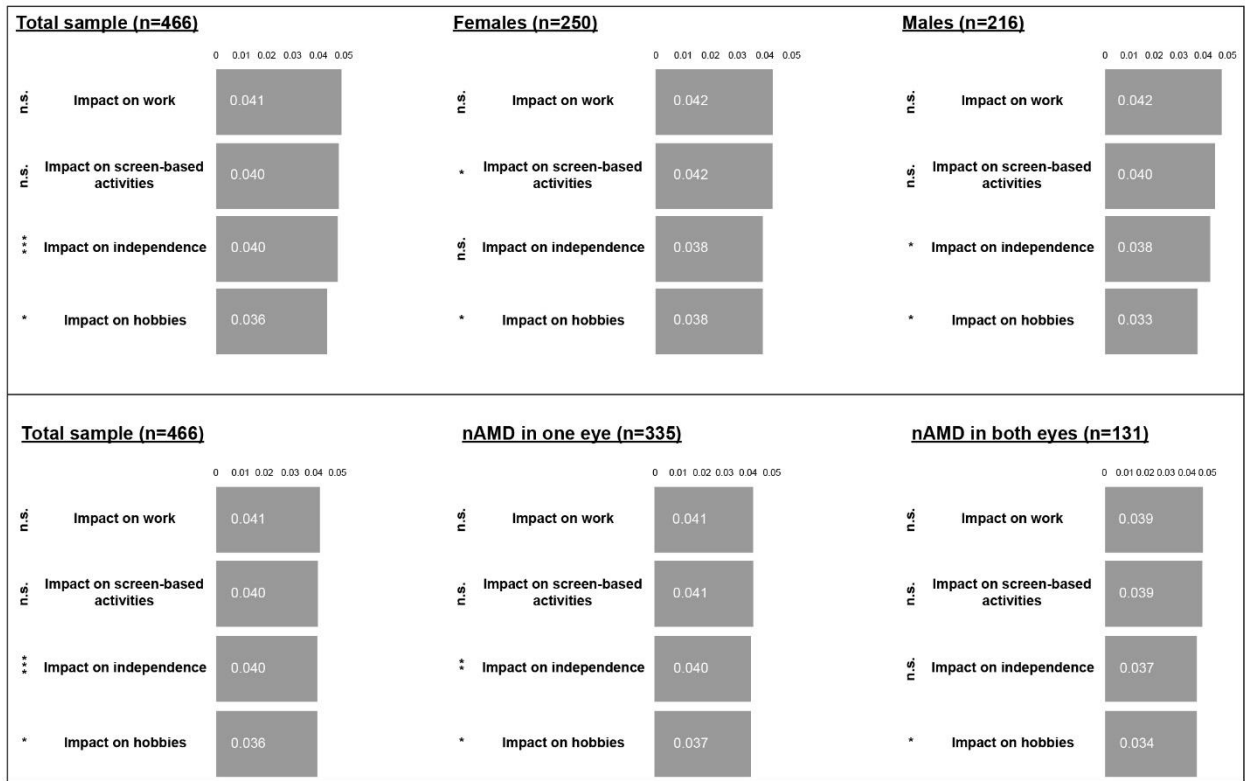 Total sample (n=466)
0 0.01 0.02 0.03 0.04 0.05
n.s. Impact on work 0.041
n.s. Impact on screen-based
activities 0.040
*** Impact on independence 0.040
* Impact on hobbies 0.036
Females (n=250)
0 0.01 0.02 0.03 0.04 0.05
n.s. Impact on work 0.042
* Impact on screen-based
activities 0.042
n.s. Impact on independence 0.038
* Impact on hobbies 0.038
Males (n=216)
0 0.01 0.02 0.03 0.04 0.05
n.s. Impact on work 0.042
n.s. Impact on screen-based
activities 0.040
* Impact on independence 0.038
* Impact on hobbies 0.033
Total sample (n=466)
0 0.01 0.02 0.03 0.04 0.05
n.s. Impact on work 0.041
n.s. Impact on screen-based
activities 0.040
*** Impact on independence 0.040
* Impact on hobbies 0.036
nAMD in one eye (n=335)
0 0.01 0.02 0.03 0.04 0.05
n.s. Impact on work 0.041
n.s. Impact on screen-based
activities 0.041
** Impact on independence 0.040
* Impact on hobbies 0.037
nAMD in both eyes (n=131)
0 0.01 0.02 0.03 0.04 0.05
n.s. Impact on work 0.039
n.s. Impact on screen-based
activities 0.039
n.s. Impact on independence 0.037
* Impact on hobbies 0.034